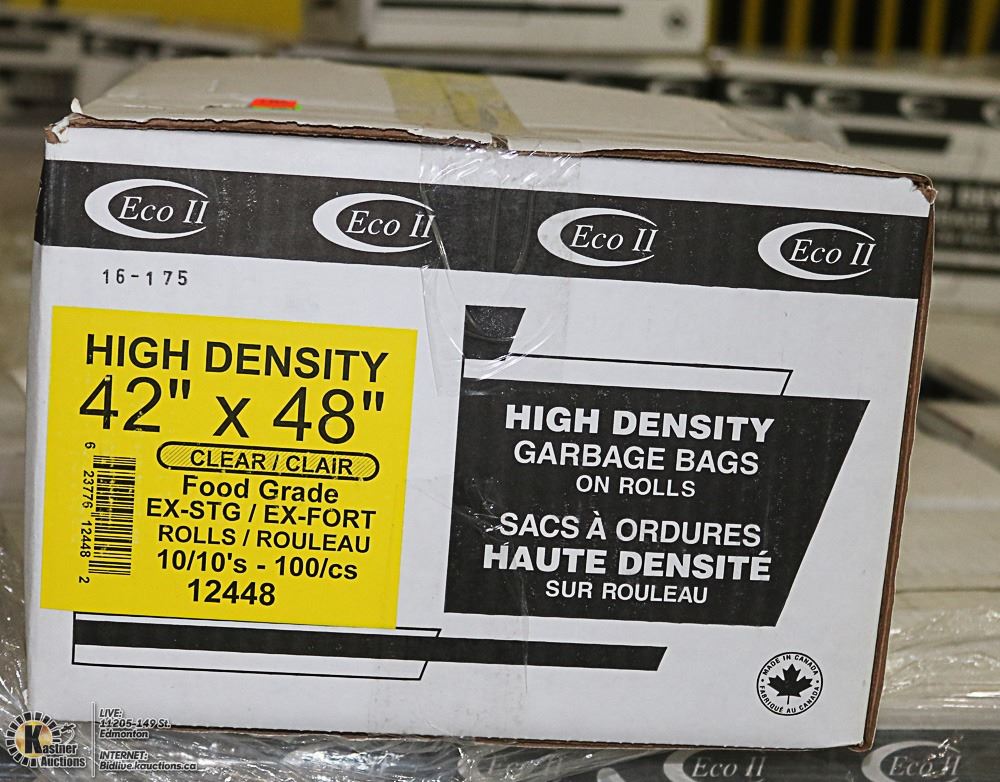 Eco II
Eco II
Eco II
Eco II
16-175
HIGH DENSITY
42" x 48"
CLEAR / CLAIR
Food Grade
EX-STG / EX-FORT
ROLLS / ROULEAU
10/10's - 100/cs
12448
6 23776 12448 2
HIGH DENSITY
GARBAGE BAGS
ON ROLLS
SACS À ORDURES
HAUTE DENSITÉ
SUR ROULEAU
MADE IN CANADA
FABRIQUÉ AU CANADA
Kastner
Auctions
LIVE:
11205-149 St.
Edmonton
INTERNET:
Bidlive.kauctions.ca
Eco II
Eco II